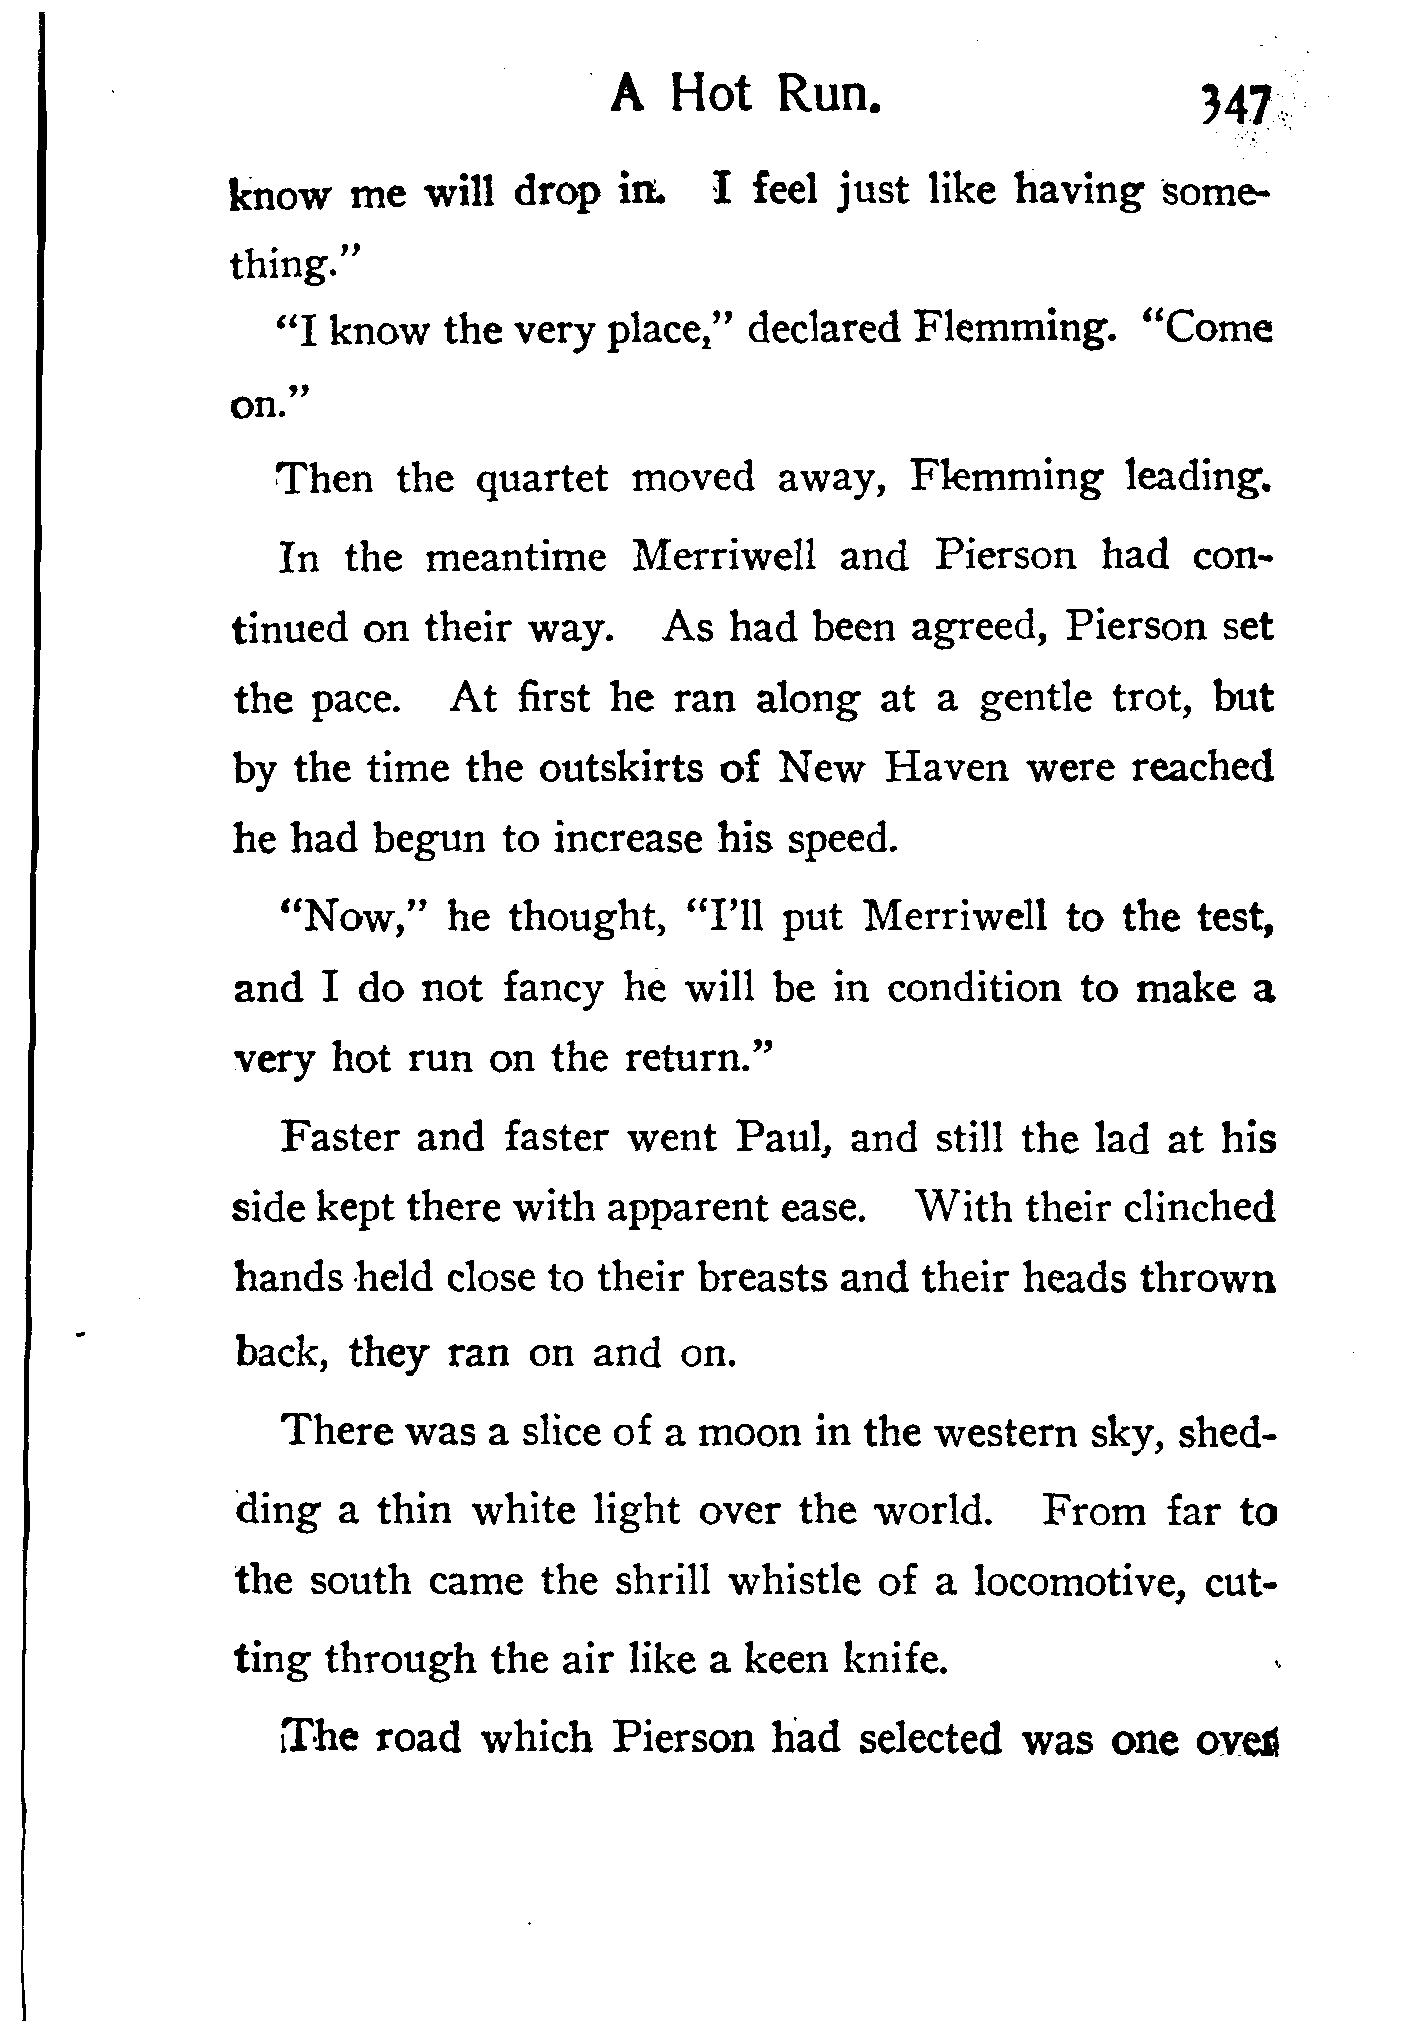 A Hot Run. 347
know me will drop in. I feel just like having some-
thing."
"I know the very place," declared Flemming. "Come
on."
Then the quartet moved away, Flemming leading.
In the meantime Merriwell and Pierson had con-
tinued on their way. As had been agreed, Pierson set
the pace. At first he ran along at a gentle trot, but
by the time the outskirts of New Haven were reached
he had begun to increase his speed.
"Now," he thought, "I'll put Merriwell to the test,
and I do not fancy he will be in condition to make a
very hot run on the return."
Faster and faster went Paul, and still the lad at his
side kept there with apparent ease. With their clinched
hands held close to their breasts and their heads thrown
back, they ran on and on.
There was a slice of a moon in the western sky, shed-
ding a thin white light over the world. From far to
the south came the shrill whistle of a locomotive, cut-
ting through the air like a keen knife.
The road which Pierson had selected was one over